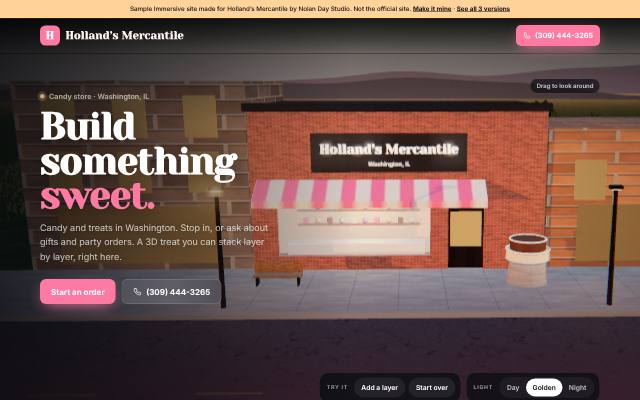 Sample Immersive site made for Holland's Mercantile by Nolan Day Studio. Not the official site. Make it mine · See all 3 versions
H Holland's Mercantile
(309) 444-3265
Drag to look around
Candy store · Washington, IL
Build
something
sweet.
Holland's Mercantile
Washington, IL
Candy and treats in Washington. Stop in, or ask about
gifts and party orders. A 3D treat you can stack layer
by layer, right here.
Start an order
(309) 444-3265
TRY IT Add a layer Start over
LIGHT Day Golden Night